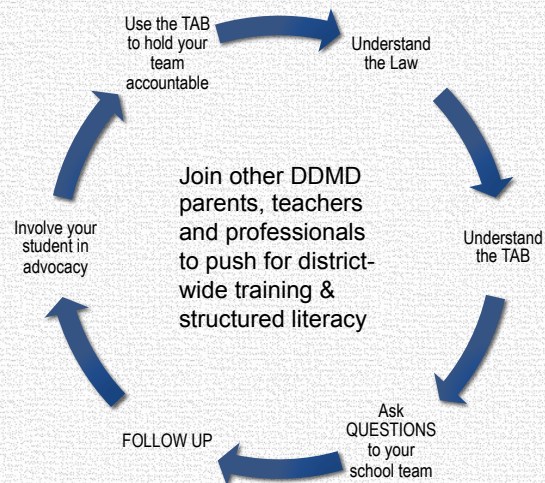 Use the TAB
to hold your
team
accountable
Understand
the Law
Understand
the TAB
Ask
QUESTIONS
to your
school team
FOLLOW UP
Involve your
student in
advocacy
Join other DDMD
parents, teachers
and professionals
to push for district-
wide training &
structured literacy